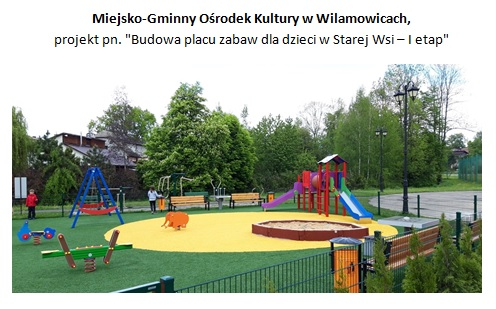 Miejsko-Gminny Ośrodek Kultury w Wilamowicach,
projekt pn. "Budowa placu zabaw dla dzieci w Starej Wsi – I etap"